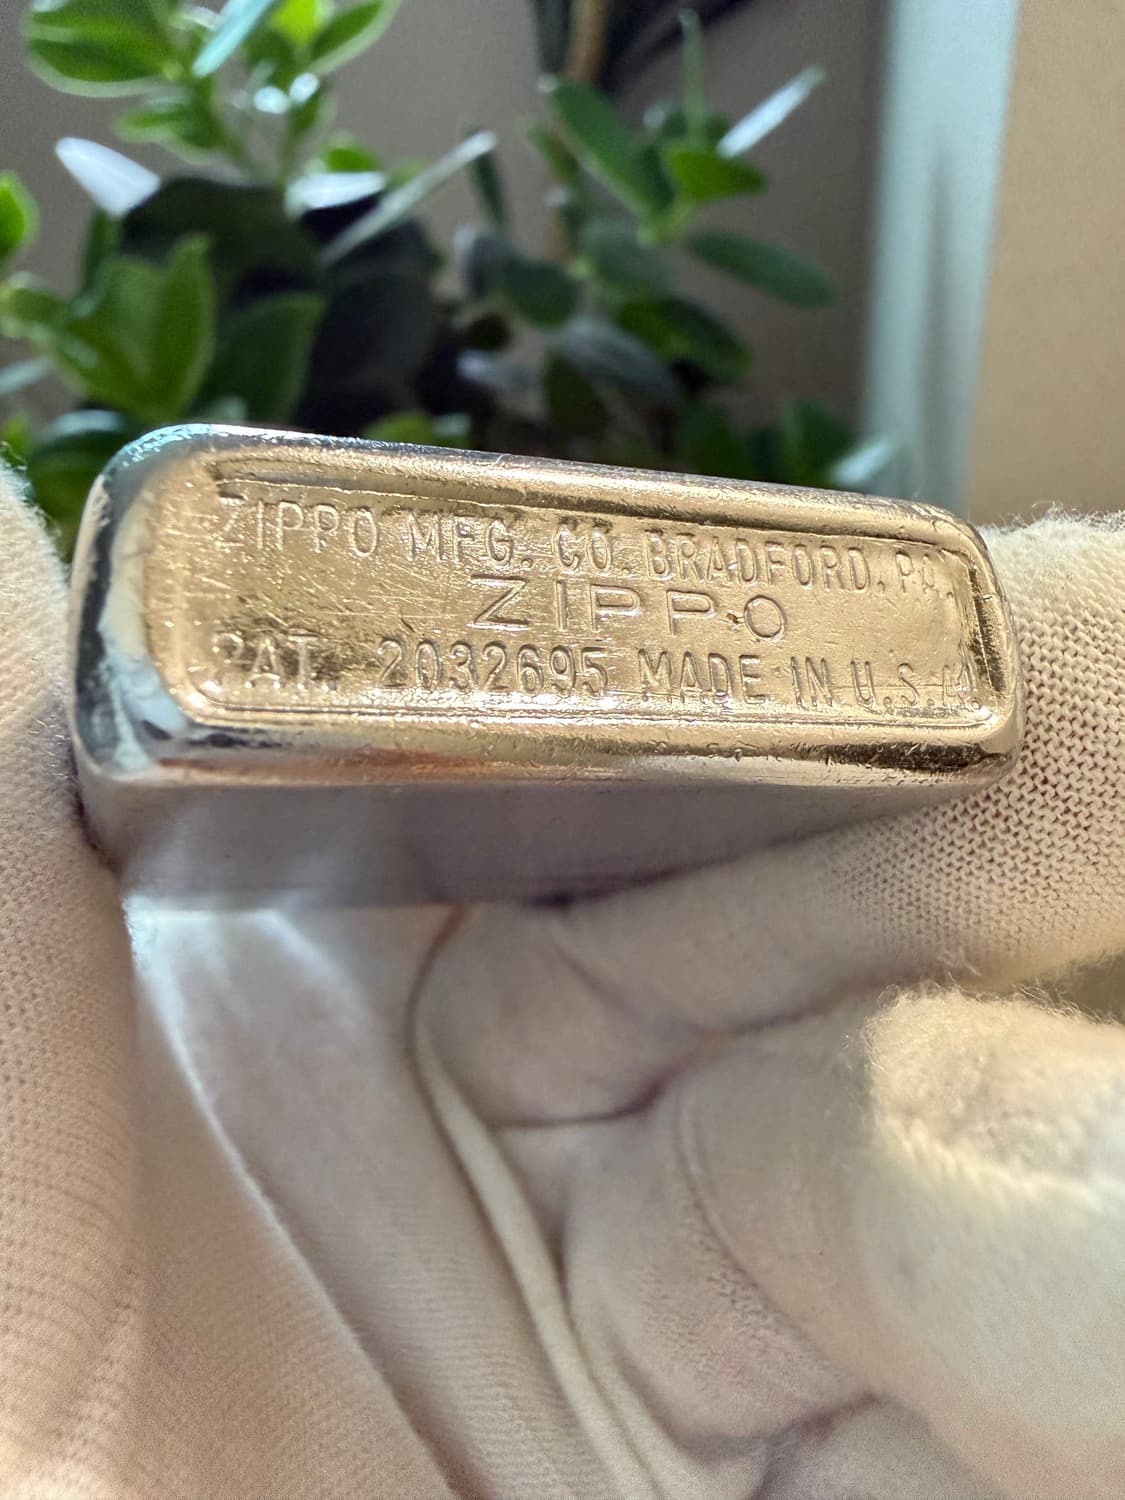 ZIPPO MFG. CO. BRADFORD, PA.
ZIPPO
PAT. 2032695 MADE IN U.S.A.